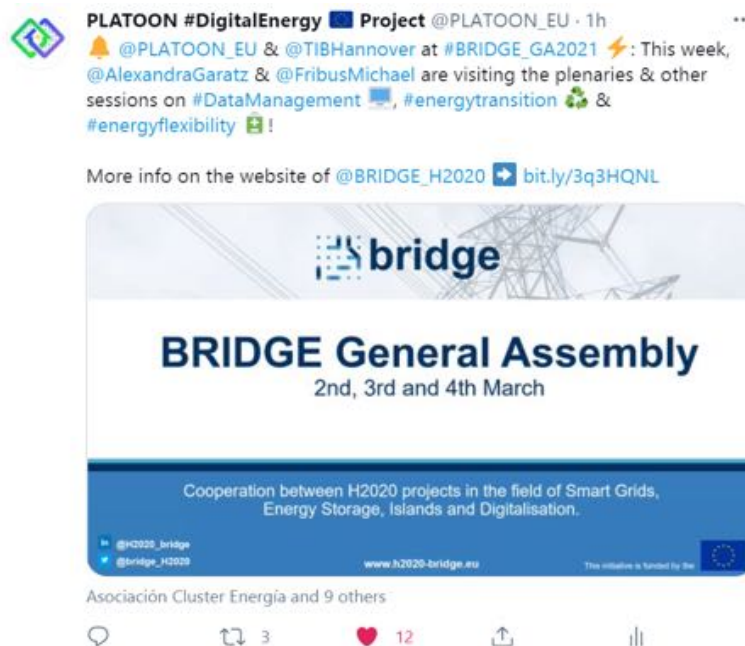 PLATOON #DigitalEnergy 🇪🇺 Project @PLATOON_EU · 1h
🔔 @PLATOON_EU & @TIBHannover at #BRIDGE_GA2021 ⚡: This week,
@AlexandraGaratz & @FribusMichael are visiting the plenaries & other
sessions on #DataManagement 🖥️, #energytransition ♻️ &
#energyflexibility 🔋!
More info on the website of @BRIDGE_H2020 ➡️ bit.ly/3q3HQNL
bridge
BRIDGE General Assembly
2nd, 3rd and 4th March
Cooperation between H2020 projects in the field of Smart Grids,
Energy Storage, Islands and Digitalisation.
in @H2020_bridge
@bridge_H2020
www.h2020-bridge.eu
This initiative is funded by the
Asociación Cluster Energía and 9 others
3
12